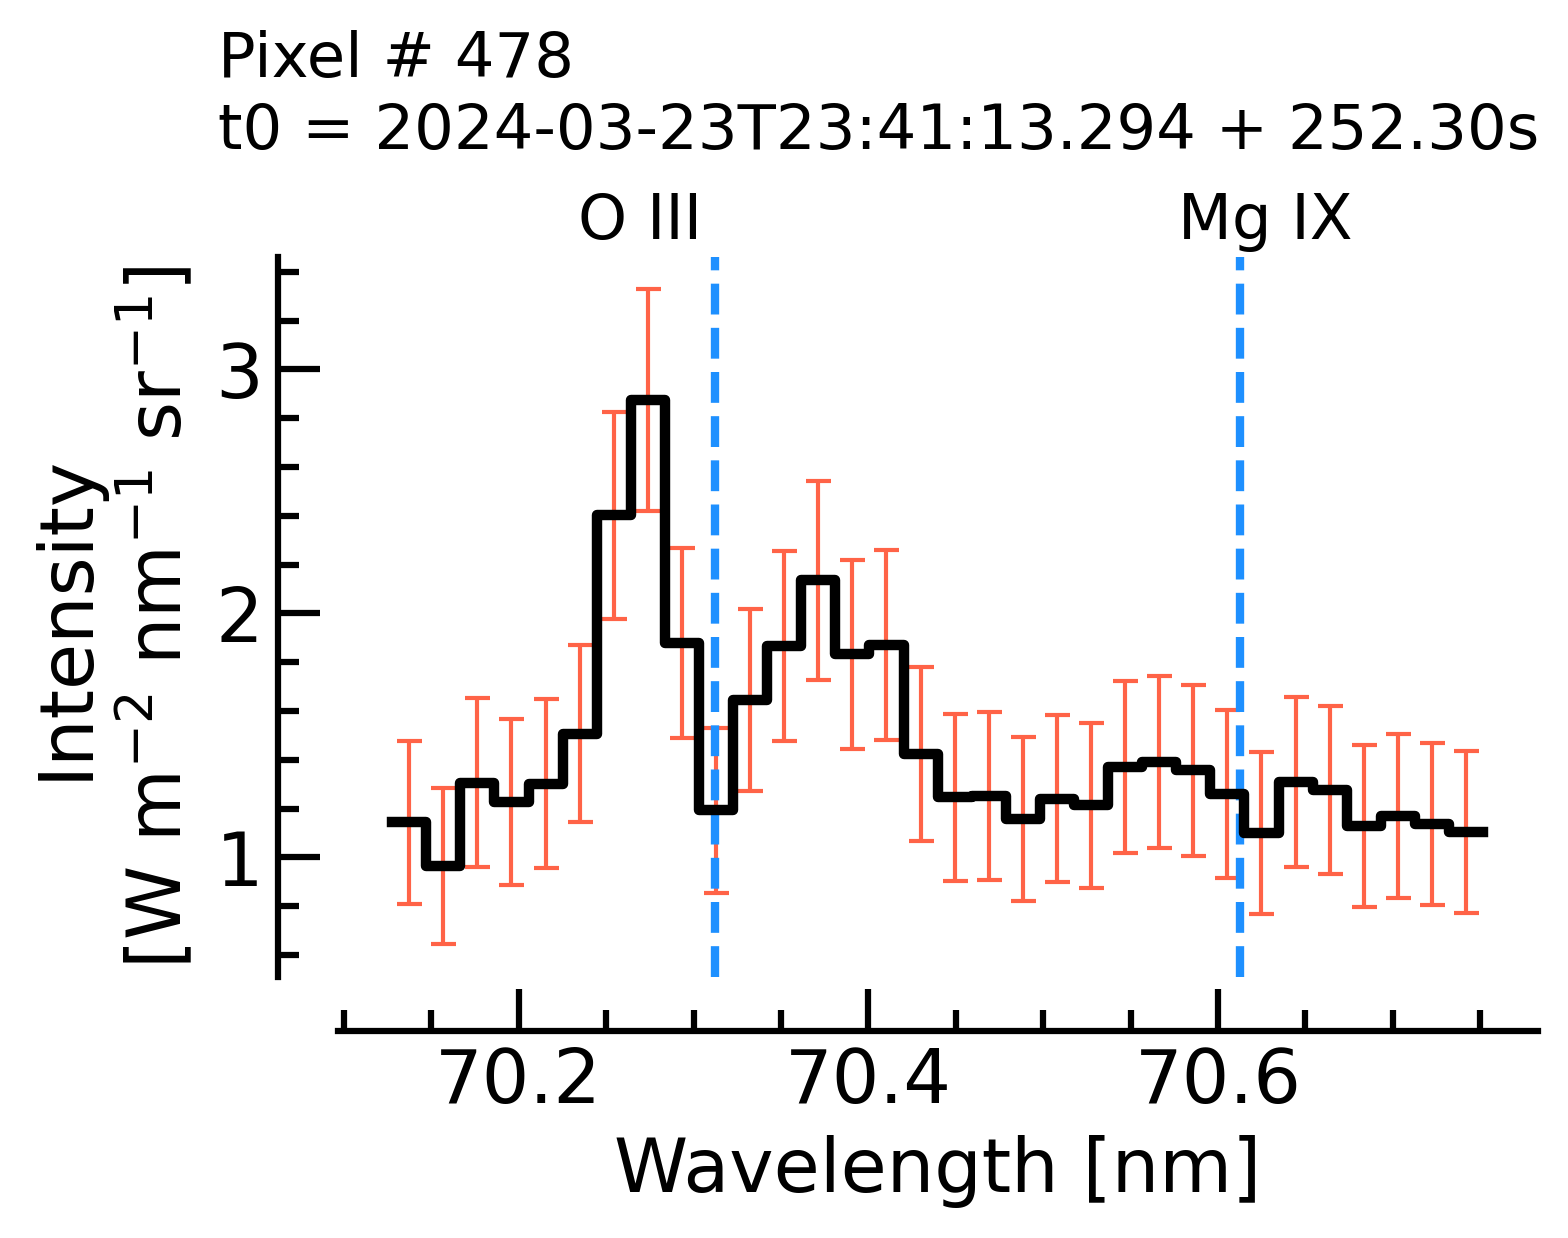 Pixel # 478
t0 = 2024-03-23T23:41:13.294 + 252.30s
O III
Mg IX
Intensity
[W m⁻² nm⁻¹ sr⁻¹]
3
2
1
70.2
70.4
70.6
Wavelength [nm]